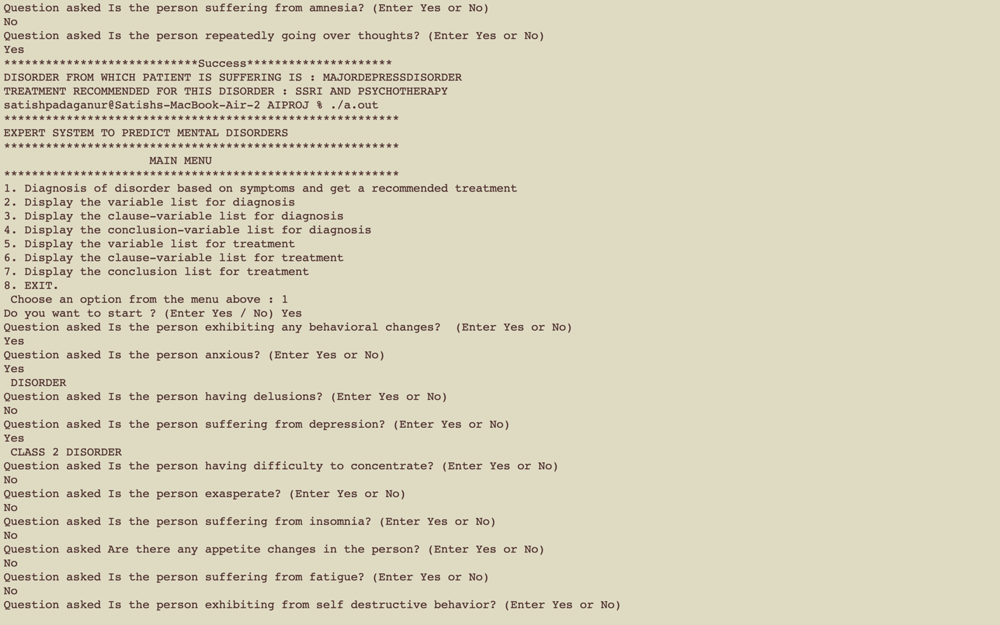 Question asked Is the person suffering from amnesia? (Enter Yes or No)
No
Question asked Is the person repeatedly going over thoughts? (Enter Yes or No)
Yes
****************************Success*********************
DISORDER FROM WHICH PATIENT IS SUFFERING IS : MAJORDEPRESSDISORDER
TREATMENT RECOMMENDED FOR THIS DISORDER : SSRI AND PSYCHOTHERAPY
satishpadaganur@Satishs-MacBook-Air-2 AIPROJ % ./a.out
*********************************************************
EXPERT SYSTEM TO PREDICT MENTAL DISORDERS
*********************************************************
                     MAIN MENU
*********************************************************
1. Diagnosis of disorder based on symptoms and get a recommended treatment
2. Display the variable list for diagnosis
3. Display the clause-variable list for diagnosis
4. Display the conclusion-variable list for diagnosis
5. Display the variable list for treatment
6. Display the clause-variable list for treatment
7. Display the conclusion list for treatment
8. EXIT.
 Choose an option from the menu above : 1
Do you want to start ? (Enter Yes / No) Yes
Question asked Is the person exhibiting any behavioral changes?  (Enter Yes or No)
Yes
Question asked Is the person anxious? (Enter Yes or No)
Yes
 DISORDER
Question asked Is the person having delusions? (Enter Yes or No)
No
Question asked Is the person suffering from depression? (Enter Yes or No)
Yes
 CLASS 2 DISORDER
Question asked Is the person having difficulty to concentrate? (Enter Yes or No)
No
Question asked Is the person exasperate? (Enter Yes or No)
No
Question asked Is the person suffering from insomnia? (Enter Yes or No)
No
Question asked Are there any appetite changes in the person? (Enter Yes or No)
No
Question asked Is the person suffering from fatigue? (Enter Yes or No)
No
Question asked Is the person exhibiting from self destructive behavior? (Enter Yes or No)